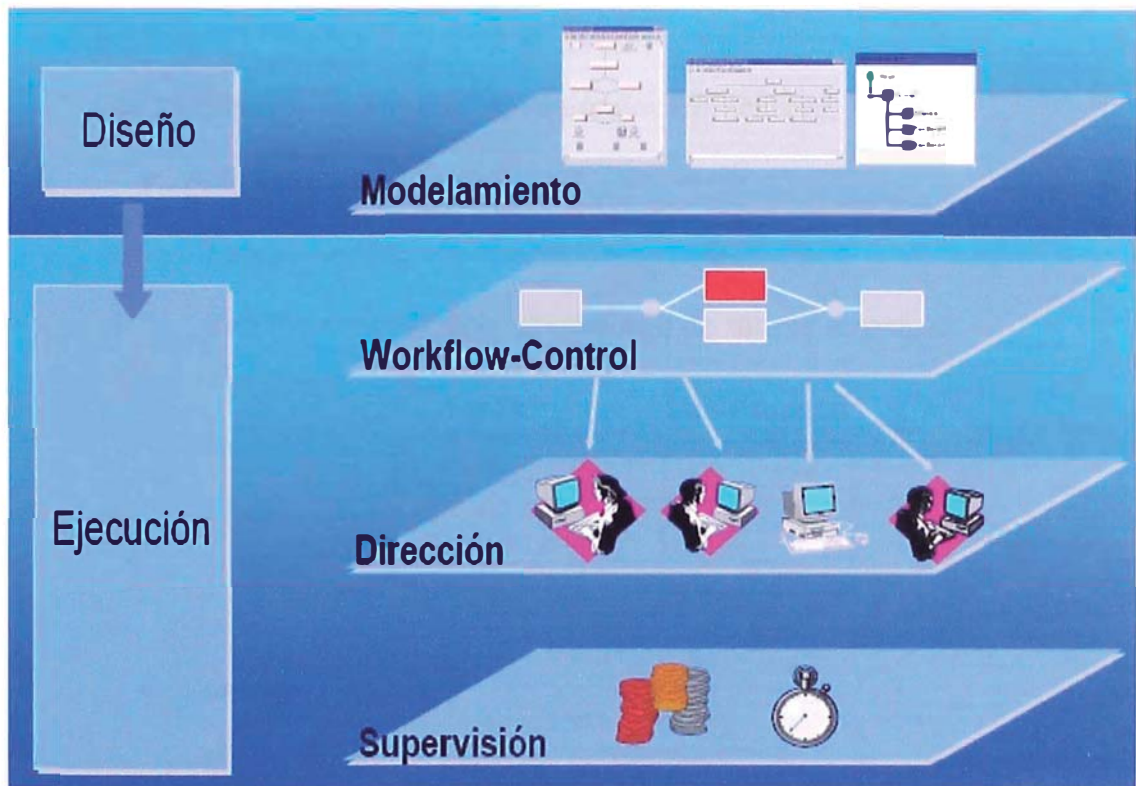 Diseño
Modelamiento
Workflow-Control
Ejecución
Dirección
Supervisión